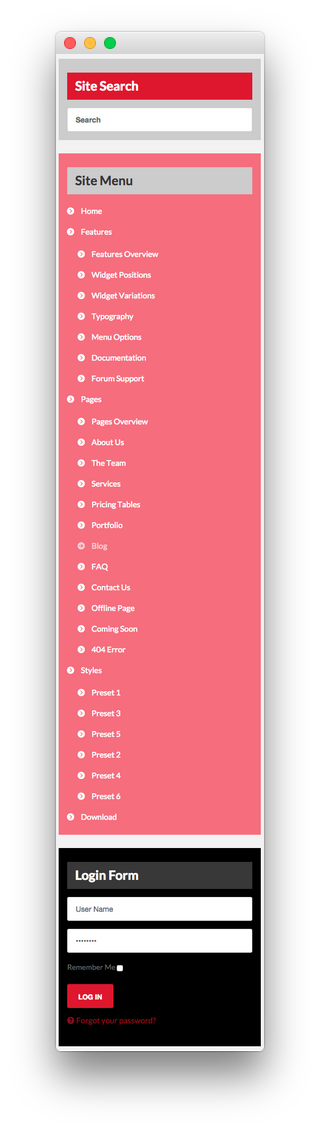 Site Search
Search
Site Menu
Home
Features
Features Overview
Widget Positions
Widget Variations
Typography
Menu Options
Documentation
Forum Support
Pages
Pages Overview
About Us
The Team
Services
Pricing Tables
Portfolio
Blog
FAQ
Contact Us
Offline Page
Coming Soon
404 Error
Styles
Preset 1
Preset 3
Preset 5
Preset 2
Preset 4
Preset 6
Download
Login Form
User Name
••••••••
Remember Me
LOG IN
Forgot your password?